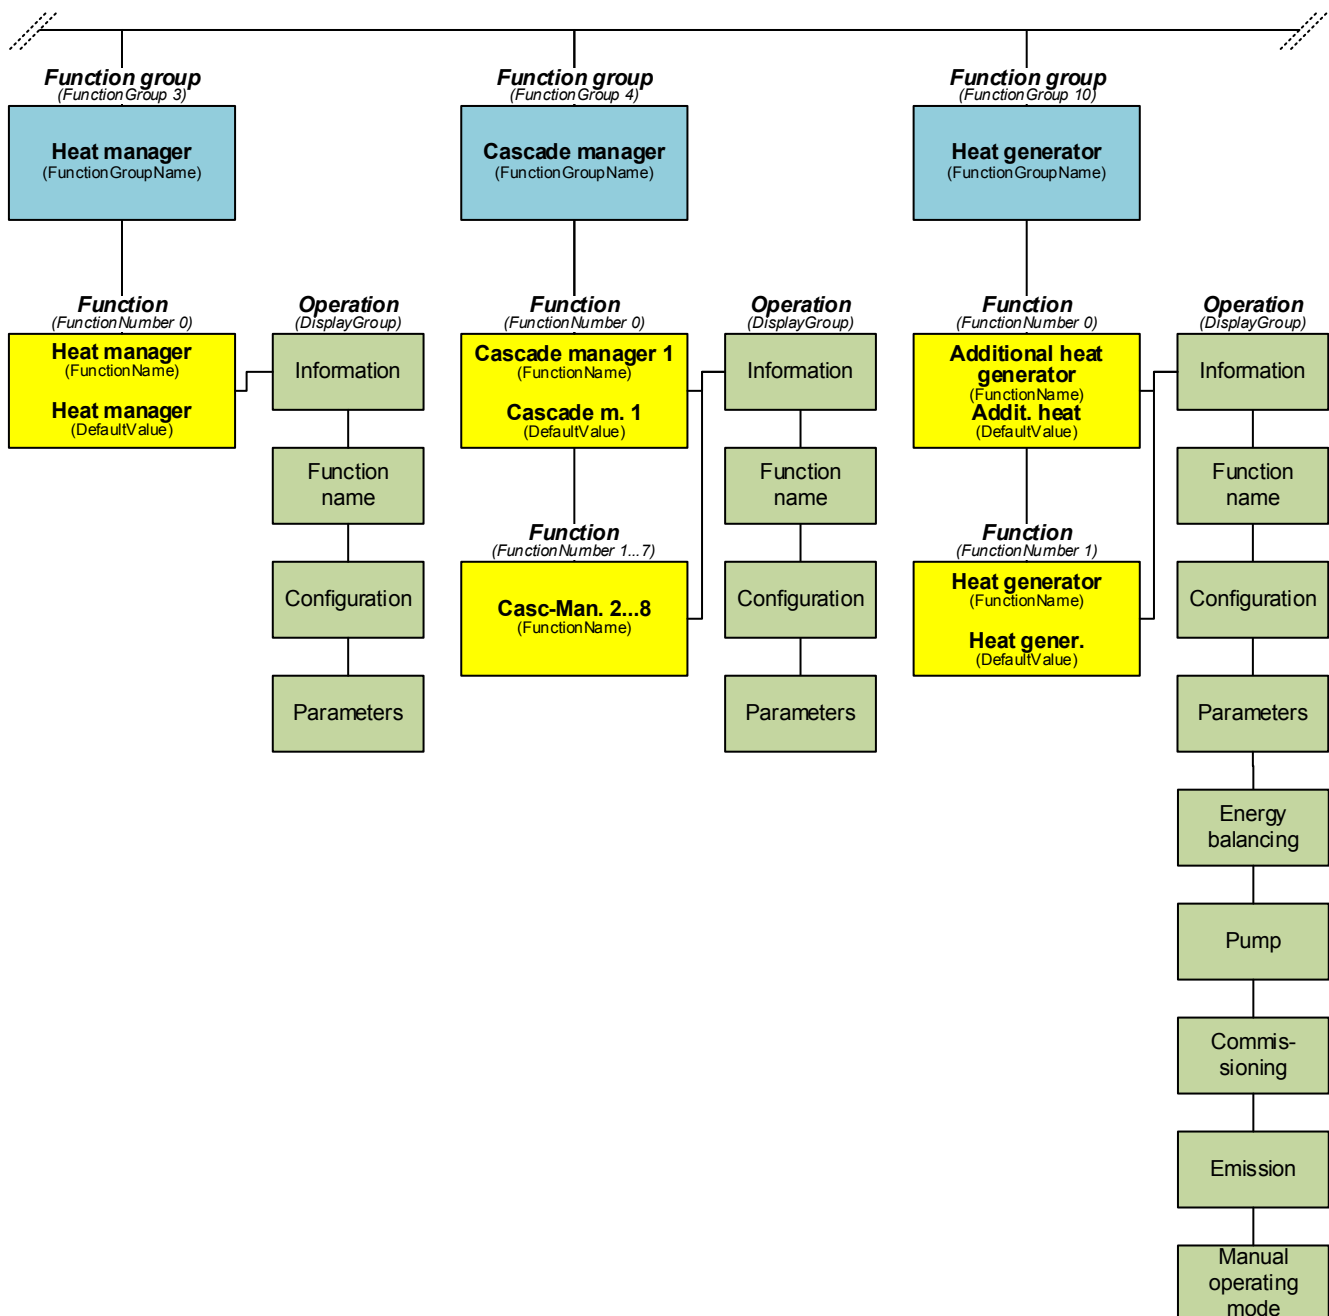 Function group
(FunctionGroup 3)
Heat manager
(FunctionGroupName)
Function
(FunctionNumber 0)
Heat manager
(FunctionName)
Heat manager
(DefaultValue)
Operation
(DisplayGroup)
Information
Function
name
Configuration
Parameters
Function group
(FunctionGroup 4)
Cascade manager
(FunctionGroupName)
Function
(FunctionNumber 0)
Cascade manager 1
(FunctionName)
Cascade m. 1
(DefaultValue)
Function
(FunctionNumber 1...7)
Casc-Man. 2...8
(FunctionName)
Operation
(DisplayGroup)
Information
Function
name
Configuration
Parameters
Function group
(FunctionGroup 10)
Heat generator
(FunctionGroupName)
Function
(FunctionNumber 0)
Additional heat
generator
(FunctionName)
Addit. heat
(DefaultValue)
Function
(FunctionNumber 1)
Heat generator
(FunctionName)
Heat gener.
(DefaultValue)
Operation
(DisplayGroup)
Information
Function
name
Configuration
Parameters
Energy
balancing
Pump
Commis-
sioning
Emission
Manual
operating
mode